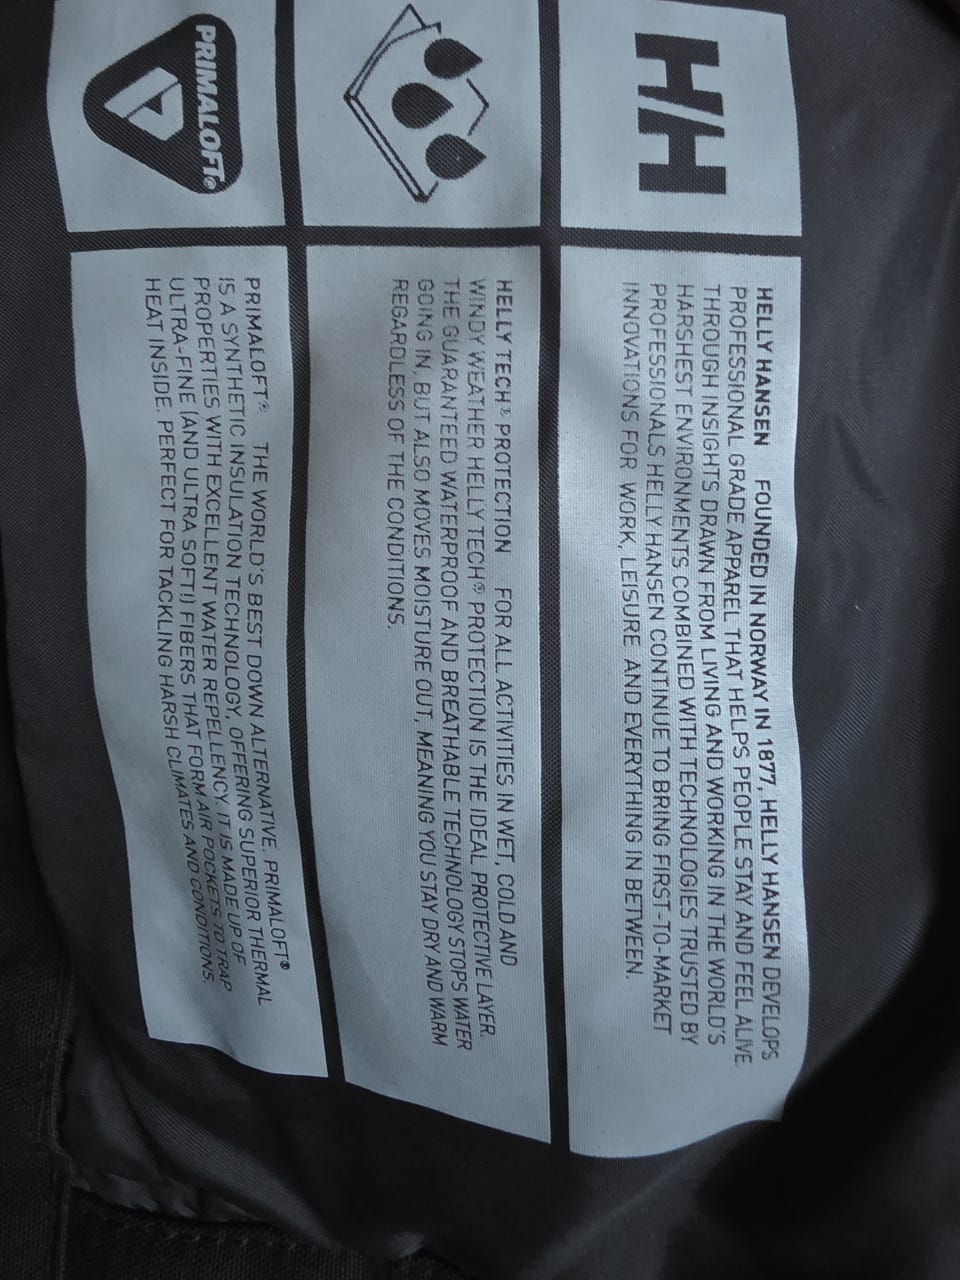 HH
HELLY HANSEN FOUNDED IN NORWAY IN 1877, HELLY HANSEN DEVELOPS
PROFESSIONAL GRADE APPAREL THAT HELPS PEOPLE STAY AND FEEL ALIVE.
THROUGH INSIGHTS DRAWN FROM LIVING AND WORKING IN THE WORLD'S
HARSHEST ENVIRONMENTS COMBINED WITH TECHNOLOGIES TRUSTED BY
PROFESSIONALS HELLY HANSEN CONTINUE TO BRING FIRST-TO-MARKET
INNOVATIONS FOR WORK, LEISURE AND EVERYTHING IN BETWEEN.
HELLY TECH® PROTECTION FOR ALL ACTIVITIES IN WET, COLD AND
WINDY WEATHER HELLY TECH® PROTECTION IS THE IDEAL PROTECTIVE LAYER.
THE GUARANTEED WATERPROOF AND BREATHABLE TECHNOLOGY STOPS WATER
GOING IN, BUT ALSO MOVES MOISTURE OUT, MEANING YOU STAY DRY AND WARM
REGARDLESS OF THE CONDITIONS.
PRIMALOFT®
PRIMALOFT® THE WORLD'S BEST DOWN ALTERNATIVE. PRIMALOFT®
IS A SYNTHETIC INSULATION TECHNOLOGY, OFFERING SUPERIOR THERMAL
PROPERTIES WITH EXCELLENT WATER REPELLENCY. IT IS MADE UP OF
ULTRA-FINE (AND ULTRA SOFT!) FIBERS THAT FORM AIR POCKETS TO TRAP
HEAT INSIDE. PERFECT FOR TACKLING HARSH CLIMATES AND CONDITIONS.